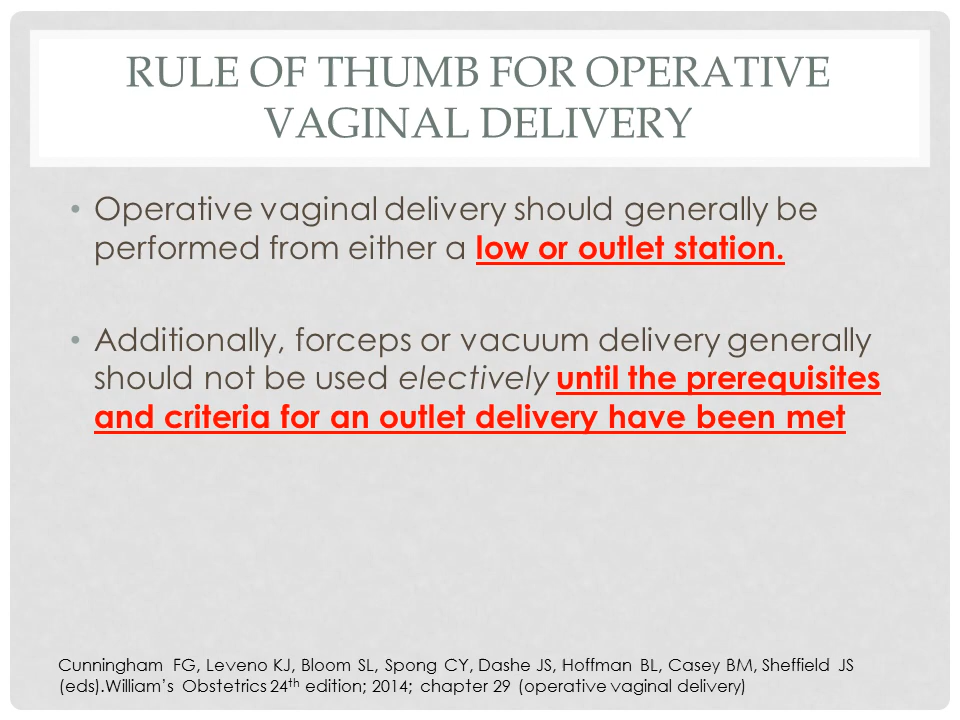 RULE OF THUMB FOR OPERATIVE
VAGINAL DELIVERY
• Operative vaginal delivery should generally be
performed from either a low or outlet station.
• Additionally, forceps or vacuum delivery generally
should not be used electively until the prerequisites
and criteria for an outlet delivery have been met
Cunningham FG, Leveno KJ, Bloom SL, Spong CY, Dashe JS, Hoffman BL, Casey BM, Sheffield JS
(eds).William’s Obstetrics 24th edition; 2014; chapter 29 (operative vaginal delivery)